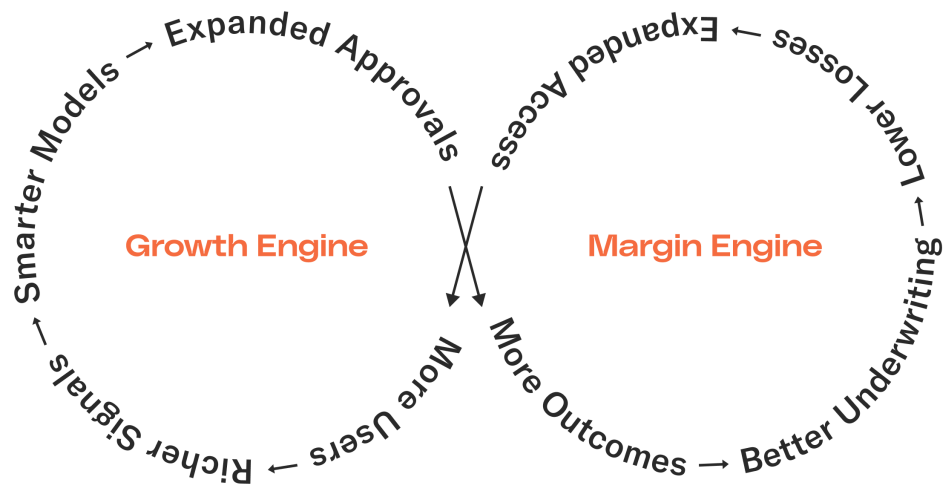 Expanded Approvals
Smarter Models
Richer Signals
More Users
Growth Engine
Expanded Access
Lower Losses
Better Underwriting
More Outcomes
Margin Engine